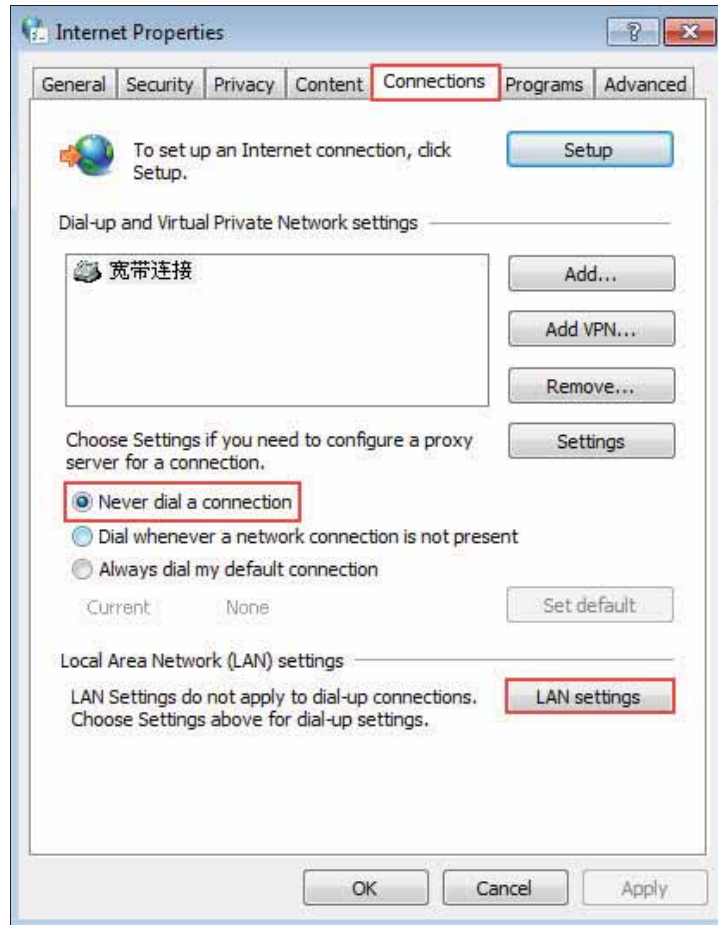 Internet Properties
General Security Privacy Content Connections Programs Advanced
To set up an Internet connection, click
Setup.
Setup
Dial-up and Virtual Private Network settings
宽带连接
Add...
Add VPN...
Remove...
Choose Settings if you need to configure a proxy
server for a connection.
Settings
Never dial a connection
Dial whenever a network connection is not present
Always dial my default connection
Current None
Set default
Local Area Network (LAN) settings
LAN Settings do not apply to dial-up connections.
Choose Settings above for dial-up settings.
LAN settings
OK Cancel Apply